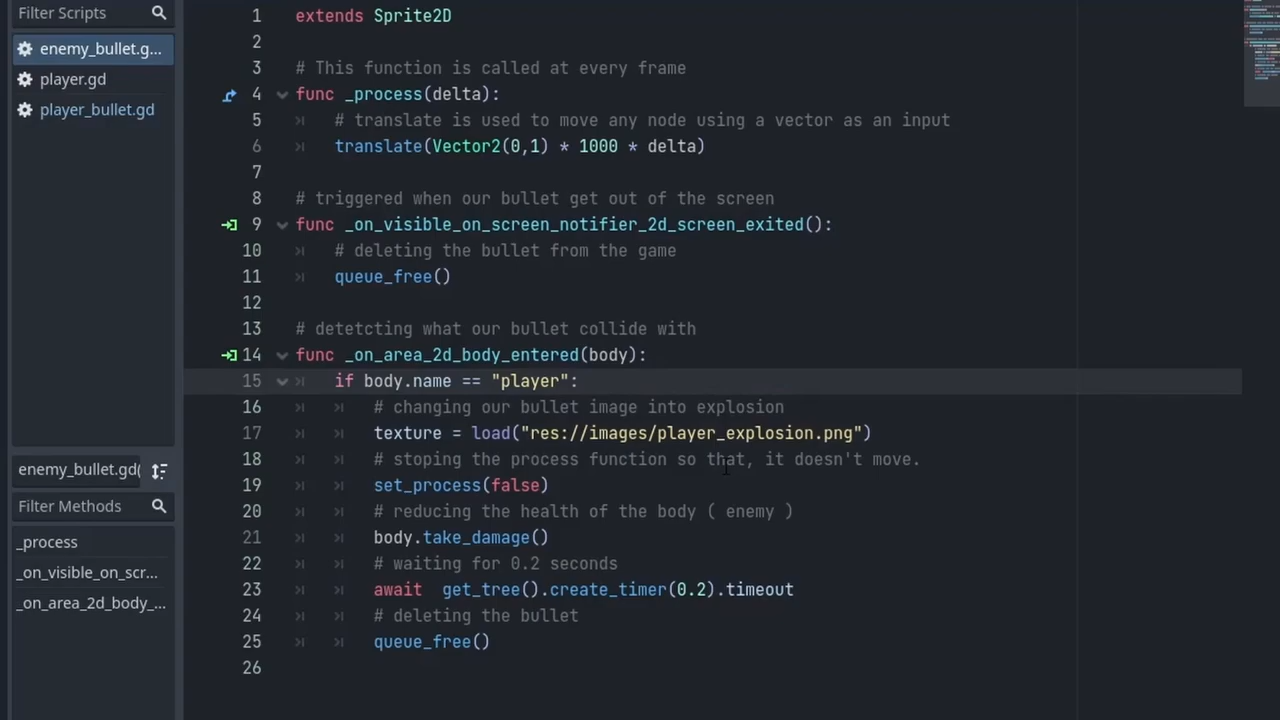 Filter Scripts
enemy_bullet.g...
player.gd
player_bullet.gd
enemy_bullet.gd(
Filter Methods
_process
_on_visible_on_scr...
_on_area_2d_body_...
1 extends Sprite2D
2
3 # This function is called at every frame
4 func _process(delta):
5 # translate is used to move any node using a vector as an input
6 translate(Vector2(0,1) * 1000 * delta)
7
8 # triggered when our bullet get out of the screen
9 func _on_visible_on_screen_notifier_2d_screen_exited():
10 # deleting the bullet from the game
11 queue_free()
12
13 # detetcting what our bullet collide with
14 func _on_area_2d_body_entered(body):
15 if body.name == "player":
16 # changing our bullet image into explosion
17 texture = load("res://images/player_explosion.png")
18 # stoping the process function so that, it doesn't move.
19 set_process(false)
20 # reducing the health of the body ( enemy )
21 body.take_damage()
22 # waiting for 0.2 seconds
23 await  get_tree().create_timer(0.2).timeout
24 # deleting the bullet
25 queue_free()
26